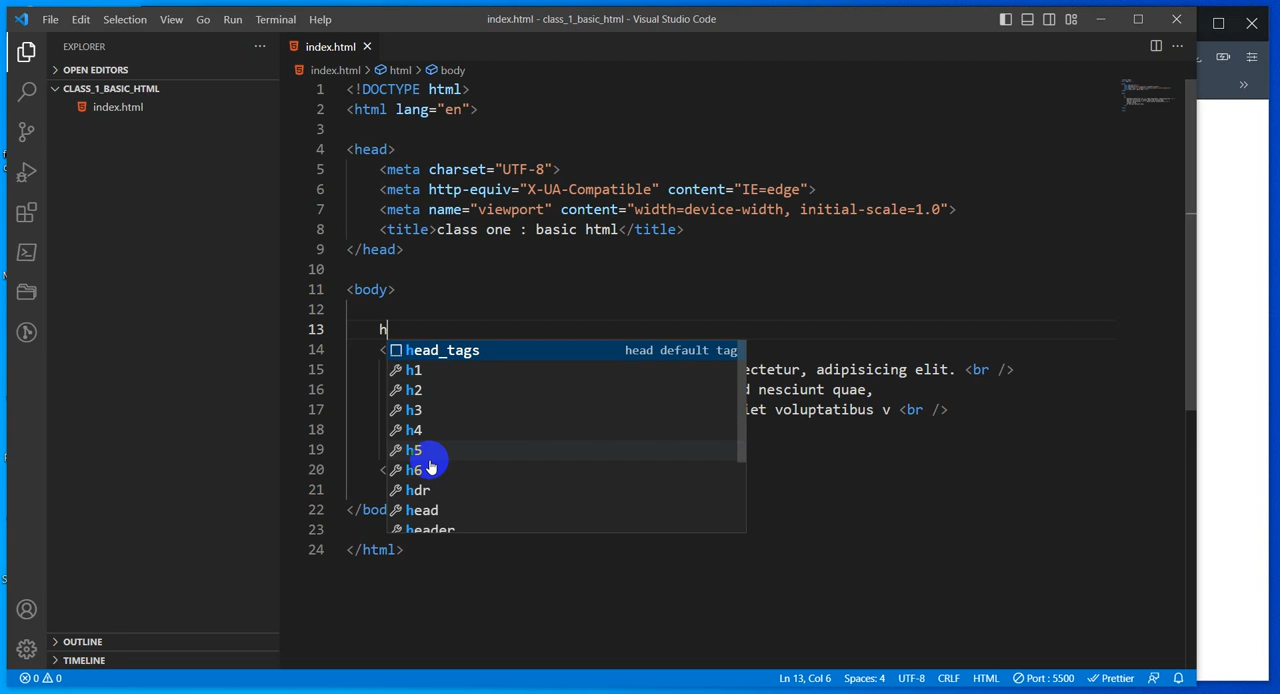 File Edit Selection View Go Run Terminal Help
index.html - class_1_basic_html - Visual Studio Code
EXPLORER
index.html
OPEN EDITORS
index.html > html > body
CLASS_1_BASIC_HTML
index.html
1 <!DOCTYPE html>
2 <html lang="en">
3
4 <head>
5 <meta charset="UTF-8">
6 <meta http-equiv="X-UA-Compatible" content="IE=edge">
7 <meta name="viewport" content="width=device-width, initial-scale=1.0">
8 <title>class one : basic html</title>
9 </head>
10
11 <body>
12
13 h
14 < head_tags head default tag
15 h1 ectetur, adipisicing elit. <br />
16 h2 nesciunt quae,
17 h3 iet voluptatibus v <br />
18 h4
19 h5
20 < h6
21 hdr
22 </bod head
23 header
24 </html>
OUTLINE
TIMELINE
0 0 Ln 13, Col 6 Spaces: 4 UTF-8 CRLF HTML Port : 5500 Prettier